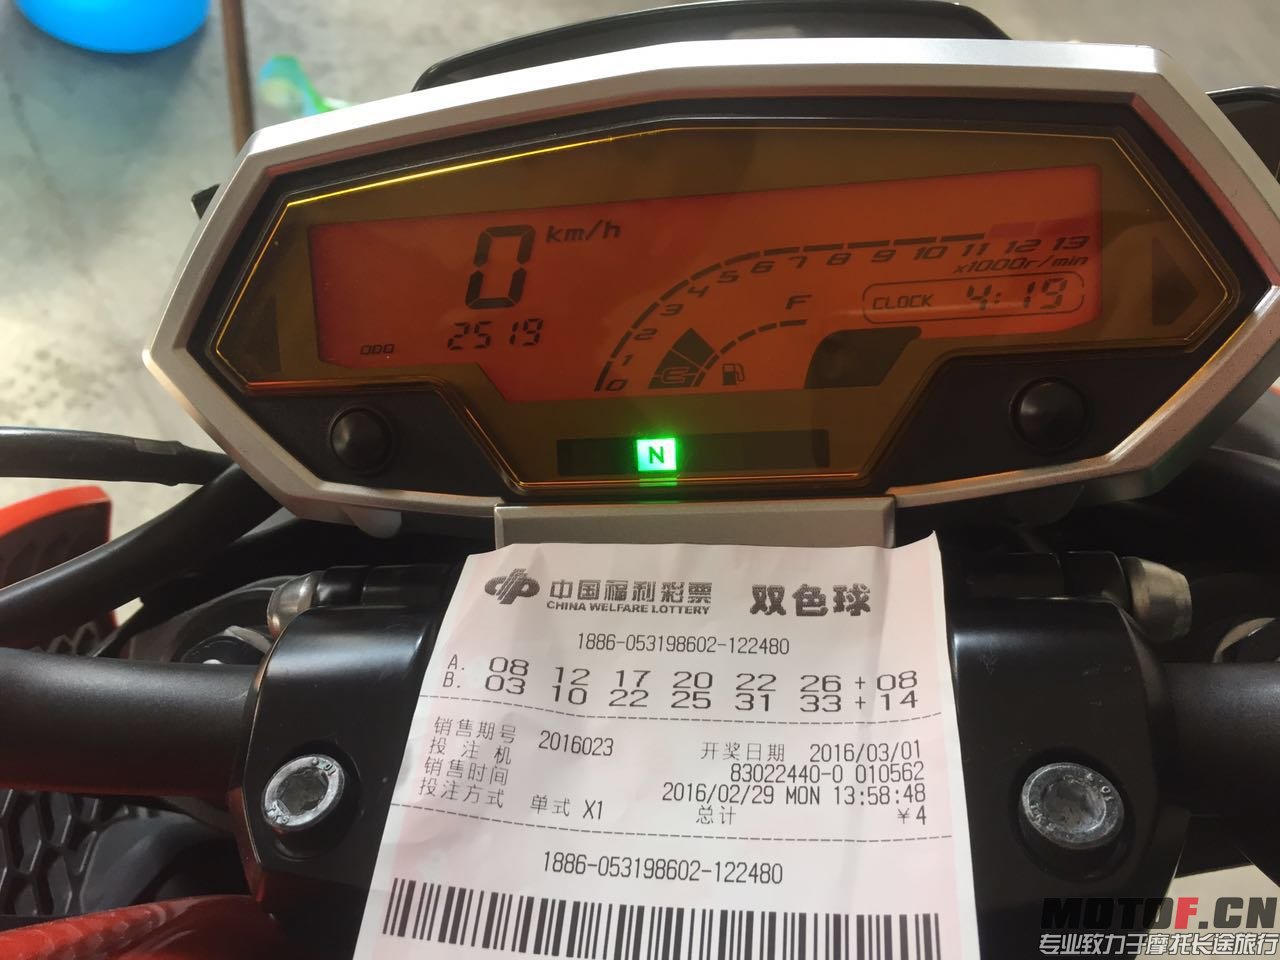 0 km/h
ODO 2519
0 1 2 3 4 5 6 7 8 9 10 11 12 13
x1000r/min
F
CLOCK 4:19
N
中国福利彩票 双色球
CHINA WELFARE LOTTERY
1886-053198602-122480
A. 08 12 17 20 22 26 + 08
B. 03 10 22 25 31 33 + 14
销售期号 2016023 开奖日期 2016/03/01
投注机 83022440-0 010562
销售时间 2016/02/29 MON 13:58:48
投注方式 单式 X1 总计 ¥4
1886-053198602-122480
MOTOF.CN
专业致力于摩托长途旅行